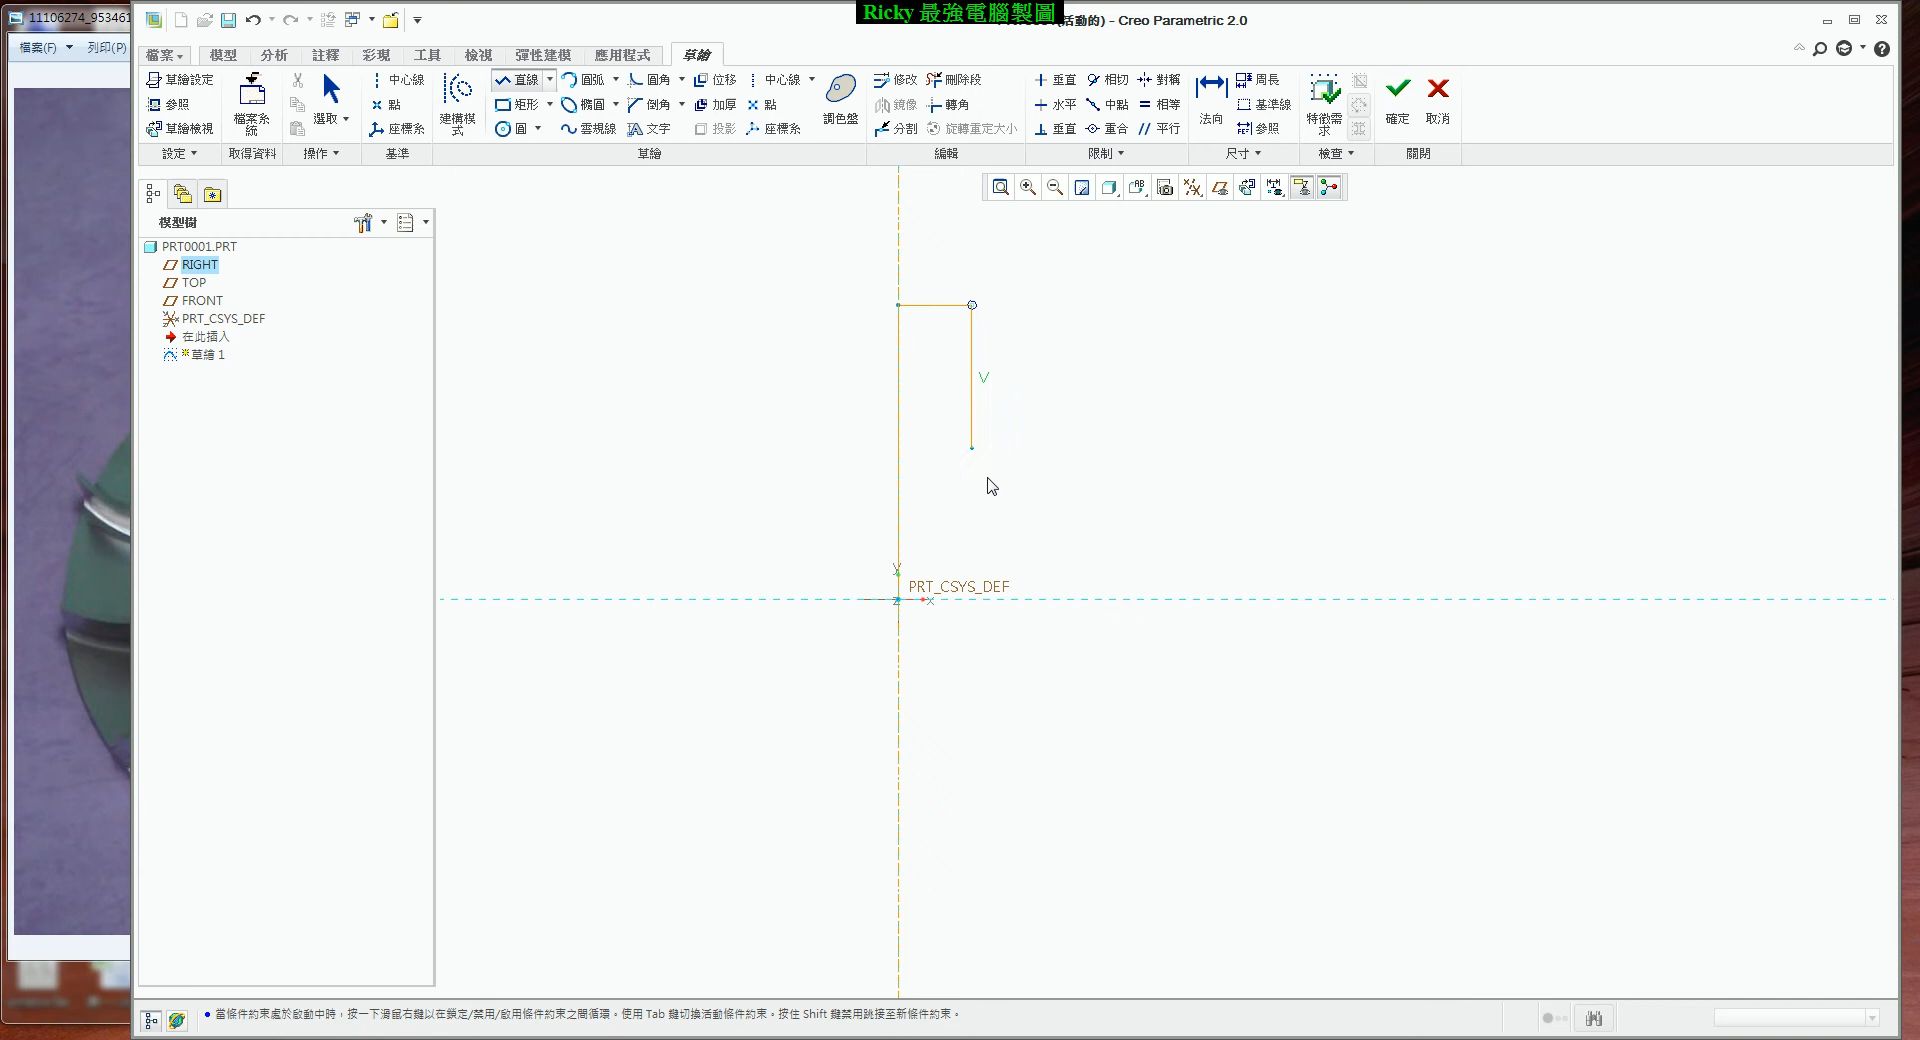 11106274_953461
檔案(F)
列印(P)
Ricky 最強電腦製圖
(活動的) - Creo Parametric 2.0
檔案
模型
分析
註釋
彩現
工具
檢視
彈性建模
應用程式
草繪
草繪設定
參照
草繪檢視
設定
檔案系統
取得資料
選取
操作
中心線
點
座標系
基準
建構模式
直線
矩形
圓
圓弧
橢圓
雲規線
圓角
倒角
文字
位移
加厚
投影
中心線
點
座標系
調色盤
草繪
修改
鏡像
分割
刪除段
轉角
旋轉重定大小
編輯
垂直
水平
垂直
相切
中點
重合
對稱
相等
平行
限制
法向
周長
基準線
參照
尺寸
特徵需求
檢查
確定
取消
關閉
模型樹
PRT0001.PRT
RIGHT
TOP
FRONT
PRT_CSYS_DEF
在此插入
草繪 1
V
Y
PRT_CSYS_DEF
Z
X
當條件約束處於啟動中時，按一下滑鼠右鍵以在鎖定/禁用/啟用條件約束之間循環。使用 Tab 鍵切換活動條件約束。按住 Shift 鍵禁用跳接至新條件約束。